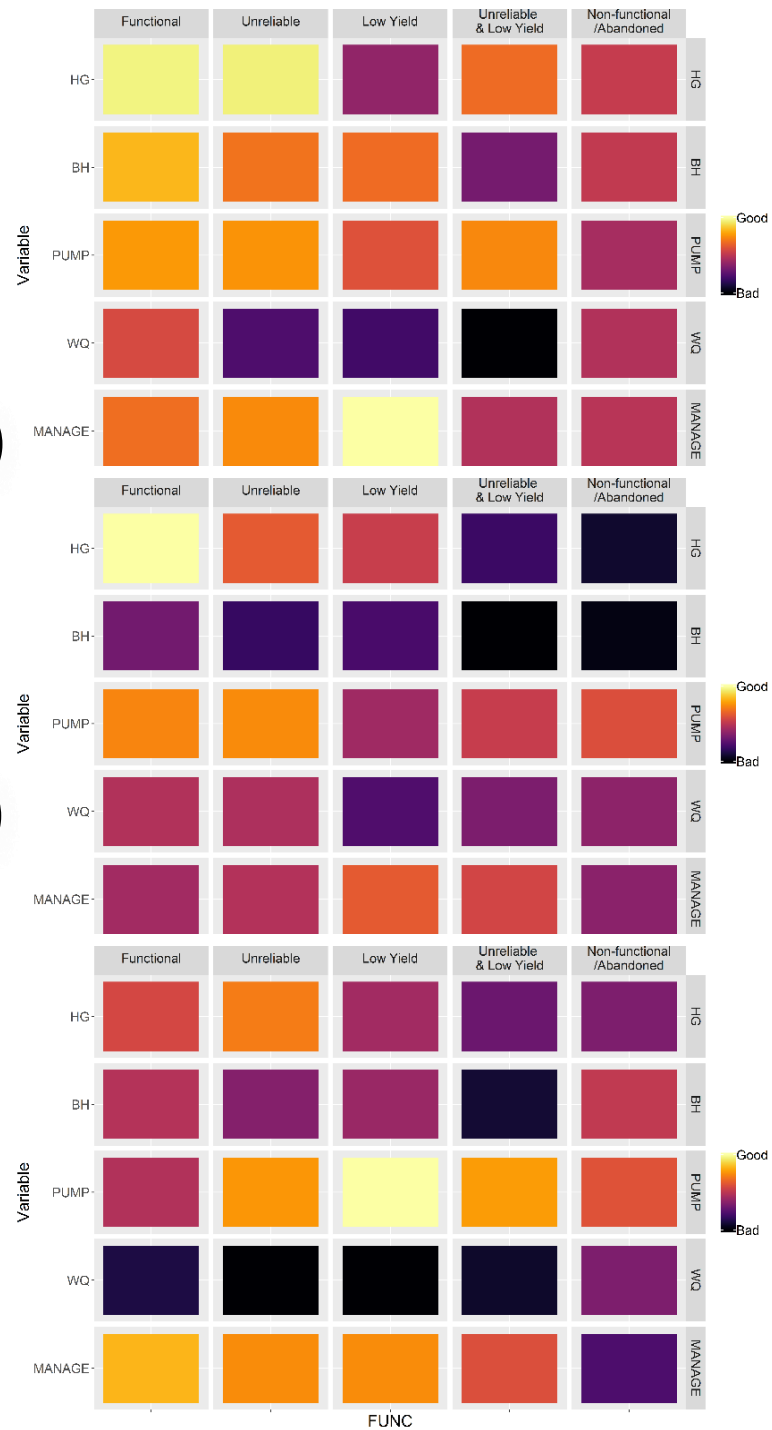 Functional
Unreliable
Low Yield
Unreliable
& Low Yield
Non-functional
/Abandoned
Variable
HG
HG
BH
BH
PUMP
PUMP
WQ
WQ
MANAGE
MANAGE
Good
Bad
Functional
Unreliable
Low Yield
Unreliable
& Low Yield
Non-functional
/Abandoned
Variable
HG
HG
BH
BH
PUMP
PUMP
WQ
WQ
MANAGE
MANAGE
Good
Bad
Functional
Unreliable
Low Yield
Unreliable
& Low Yield
Non-functional
/Abandoned
Variable
HG
HG
BH
BH
PUMP
PUMP
WQ
WQ
MANAGE
MANAGE
Good
Bad
FUNC